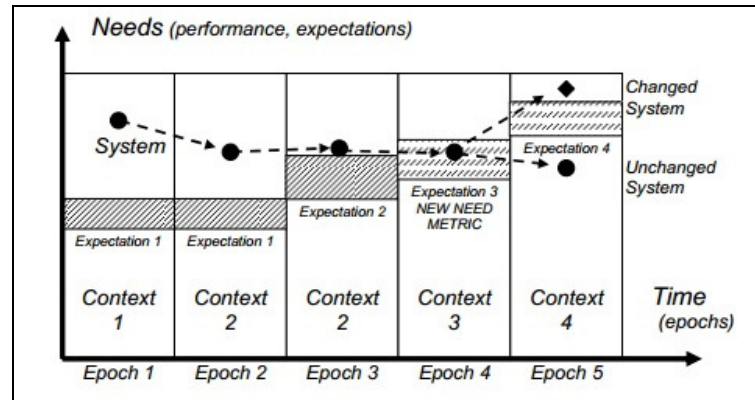 Needs (performance, expectations)
Changed
System
System
Expectation 4
Unchanged
System
Expectation 3
NEW NEED
METRIC
Expectation 2
Expectation 1
Expectation 1
Context
1
Context
2
Context
2
Context
3
Context
4
Time
(epochs)
Epoch 1
Epoch 2
Epoch 3
Epoch 4
Epoch 5